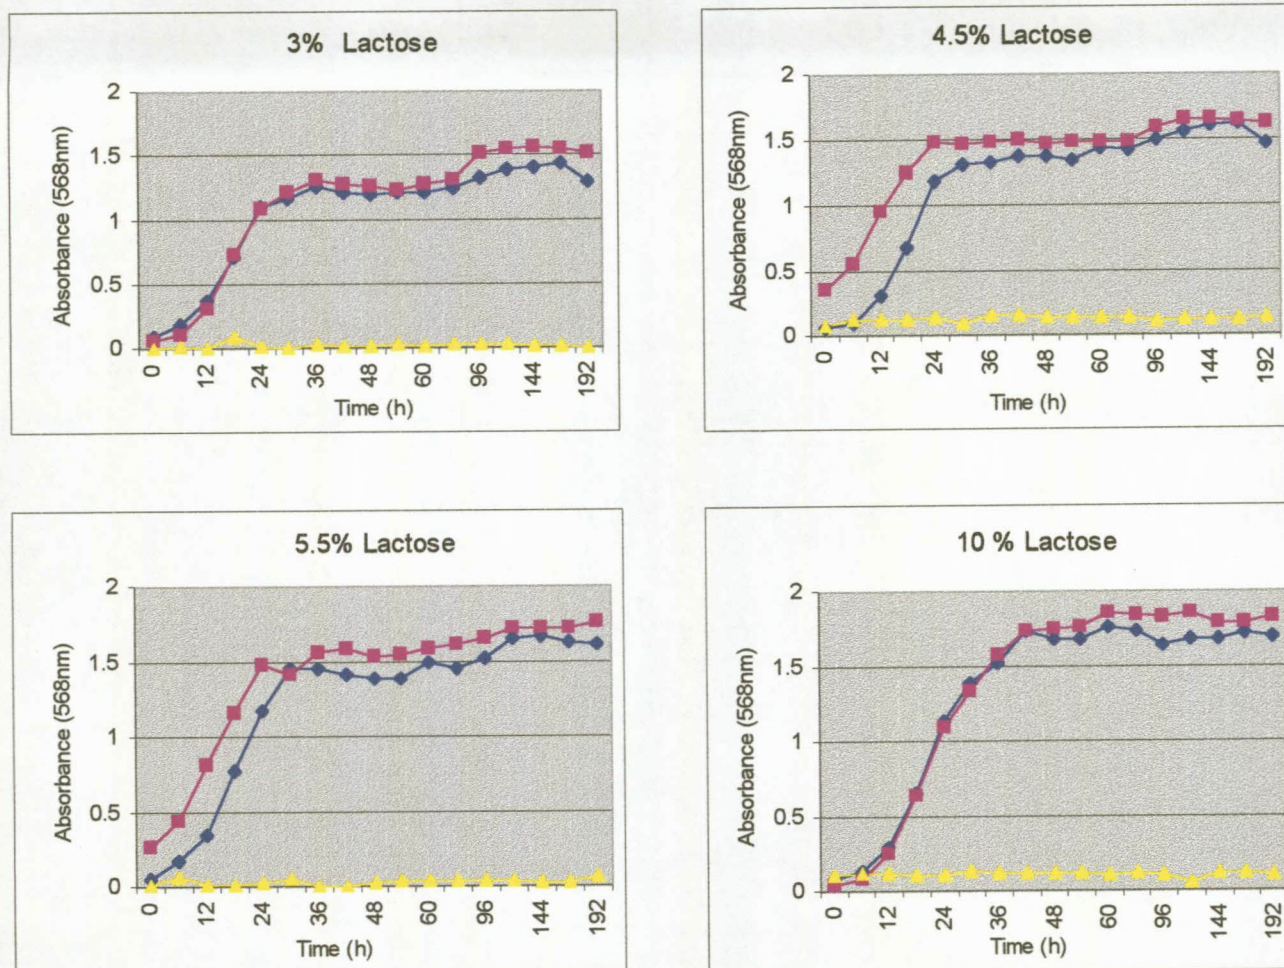 3% Lactose
2
1.5
1
0.5
0
Absorbance (568nm)
0 12 24 36 48 60 96 144 192
Time (h)
4.5% Lactose
2
1.5
1
0.5
0
Absorbance (568nm)
0 12 24 36 48 60 96 144 192
Time (h)
5.5% Lactose
2
1.5
1
0.5
0
Absorbance (568nm)
0 12 24 36 48 60 96 144 192
Time (h)
10 % Lactose
2
1.5
1
0.5
0
Absorbance (568nm)
0 12 24 36 48 60 96 144 192
Time (h)